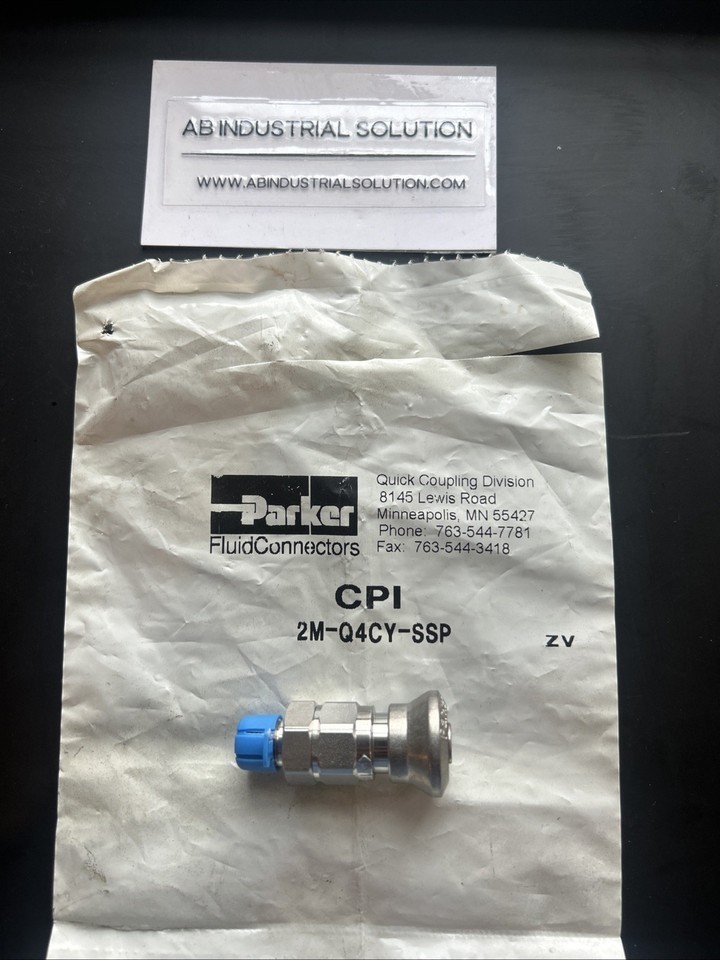 AB INDUSTRIAL SOLUTION
WWW.ABINDUSTRIALSOLUTION.COM
Parker
FluidConnectors
Quick Coupling Division
8145 Lewis Road
Minneapolis, MN 55427
Phone: 763-544-7781
Fax: 763-544-3418
CPI
2M-Q4CY-SSP
ZV